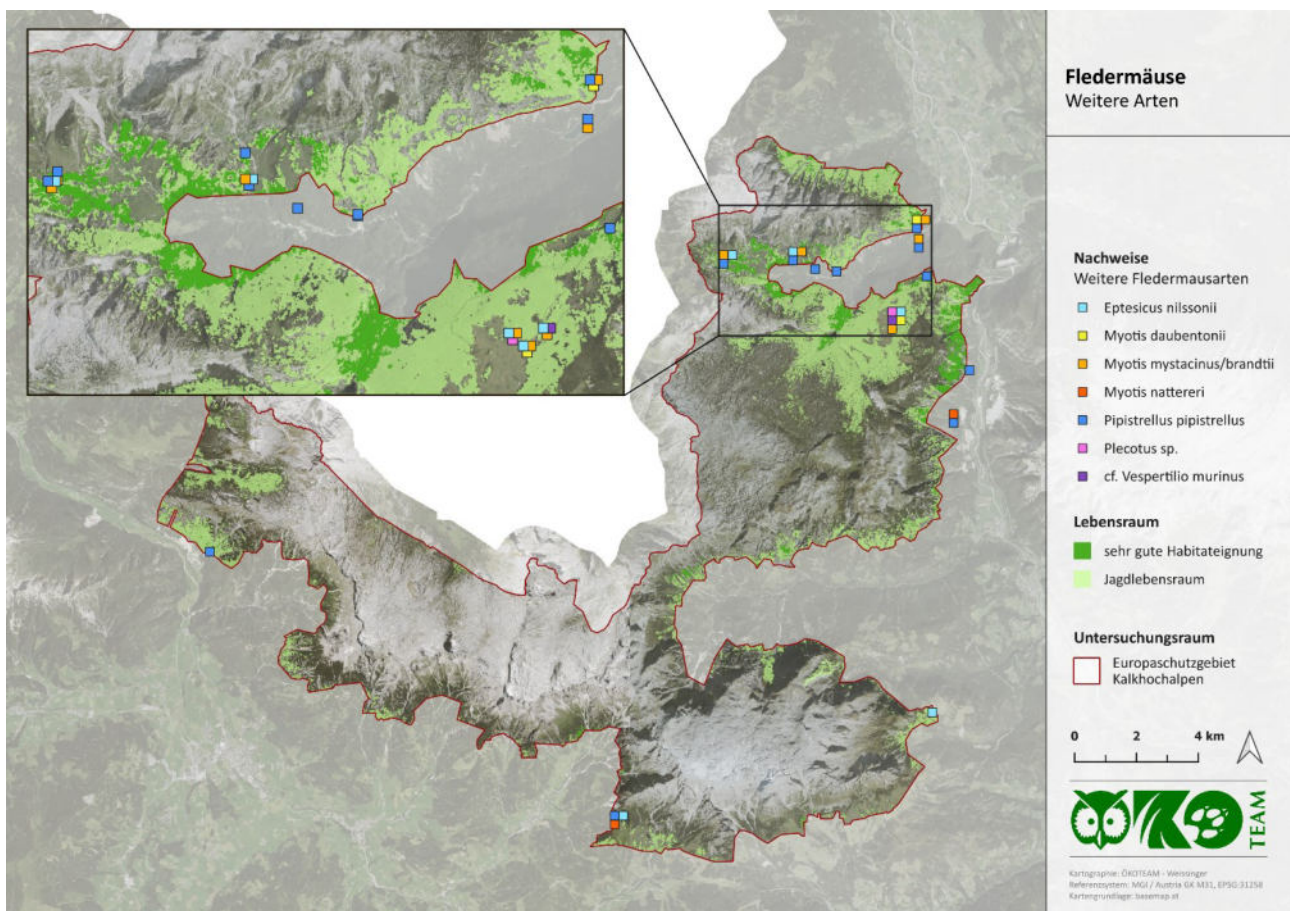 Fledermäuse
Weitere Arten
Nachweise
Weitere Fledermausarten
Eptesicus nilssonii
Myotis daubentonii
Myotis mystacinus/brandtii
Myotis nattereri
Pipistrellus pipistrellus
Plecotus sp.
cf. Vespertilio murinus
Lebensraum
sehr gute Habitateignung
Jagdlebensraum
Untersuchungsraum
Europaschutzgebiet
Kalkhochalpen
0 2 4 km
ÖKO
TEAM
Kartographie: ÖKOTEAM - Weissinger
Referenzsystem: MGI / Austria GK M31, EPSG:31258
Kartengrundlage: basemap.at